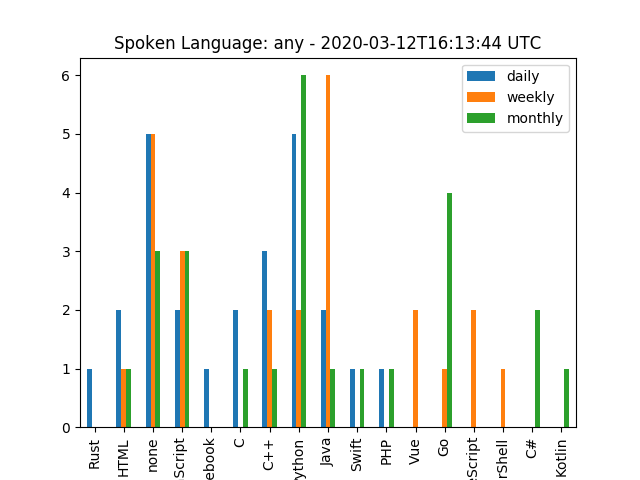 Spoken Language: any - 2020-03-12T16:13:44 UTC
daily
weekly
monthly
6
5
4
3
2
1
0
Rust
HTML
none
Script
ebook
C
C++
ython
Java
Swift
PHP
Vue
Go
eScript
rShell
C#
Kotlin